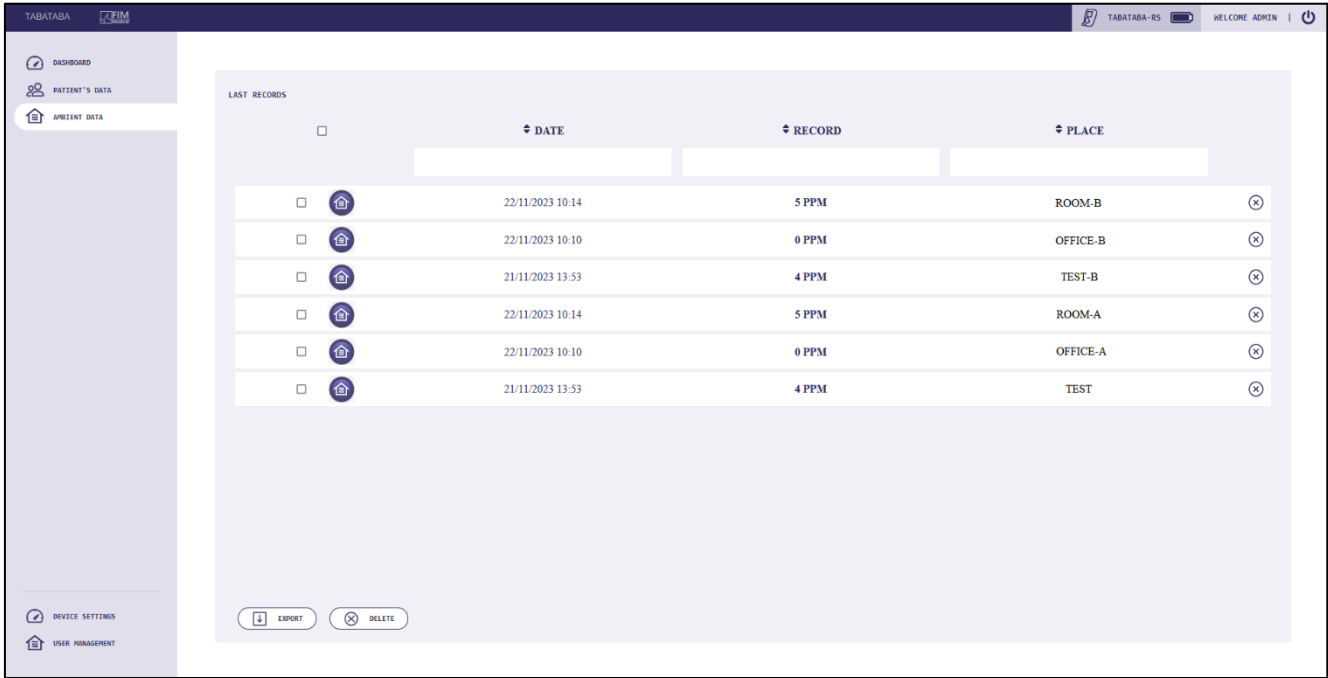 TABATABA FIM TABATABA-RS WELCOME ADMIN |
DASHBOARD
PATIENT'S DATA
AMBIENT DATA
LAST RECORDS
DATE RECORD PLACE
22/11/2023 10:14 5 PPM ROOM-B
22/11/2023 10:10 0 PPM OFFICE-B
21/11/2023 13:53 4 PPM TEST-B
22/11/2023 10:14 5 PPM ROOM-A
22/11/2023 10:10 0 PPM OFFICE-A
21/11/2023 13:53 4 PPM TEST
EXPORT DELETE
DEVICE SETTINGS
USER MANAGEMENT